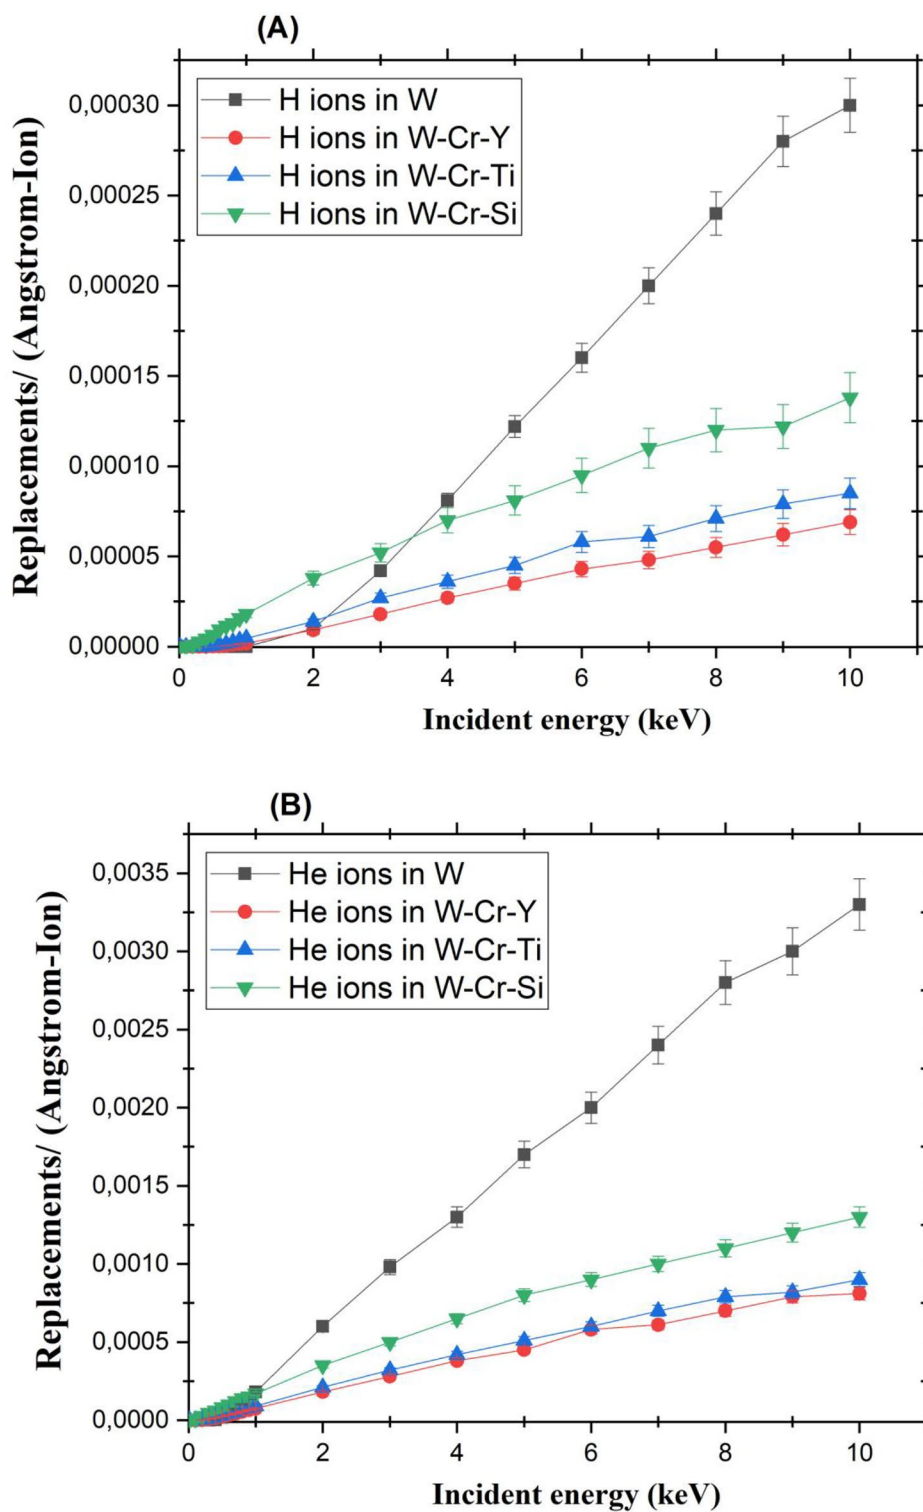 (A)
H ions in W
H ions in W-Cr-Y
H ions in W-Cr-Ti
H ions in W-Cr-Si
Replacements/ (Angstrom-Ion)
0,00030
0,00025
0,00020
0,00015
0,00010
0,00005
0,00000
0 2 4 6 8 10
Incident energy (keV)
(B)
He ions in W
He ions in W-Cr-Y
He ions in W-Cr-Ti
He ions in W-Cr-Si
Replacements/ (Angstrom-Ion)
0,0035
0,0030
0,0025
0,0020
0,0015
0,0010
0,0005
0,0000
0 2 4 6 8 10
Incident energy (keV)